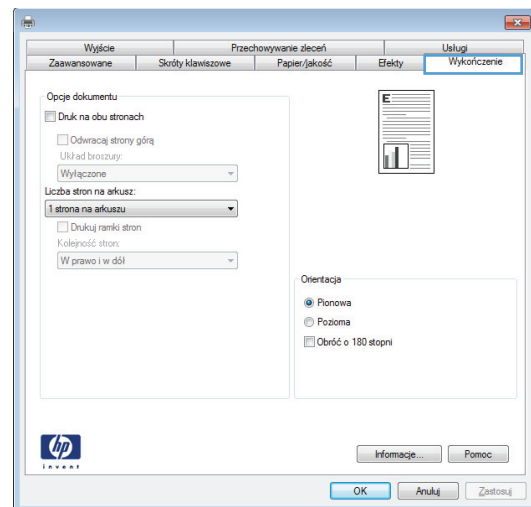 Wyjście Przechowywanie zleceń Usługi
Zaawansowane Skróty klawiszowe Papier/jakość Efekty Wykończenie
Opcje dokumentu
Druk na obu stronach
Odwracaj strony górą
Układ broszury:
Wyłączone
Liczba stron na arkusz:
1 strona na arkuszu
Drukuj ramki stron
Kolejność stron:
W prawo i w dół
E
Orientacja
Pionowa
Pozioma
Obróć o 180 stopni
hp
invent
Informacje... Pomoc
OK Anuluj Zastosuj